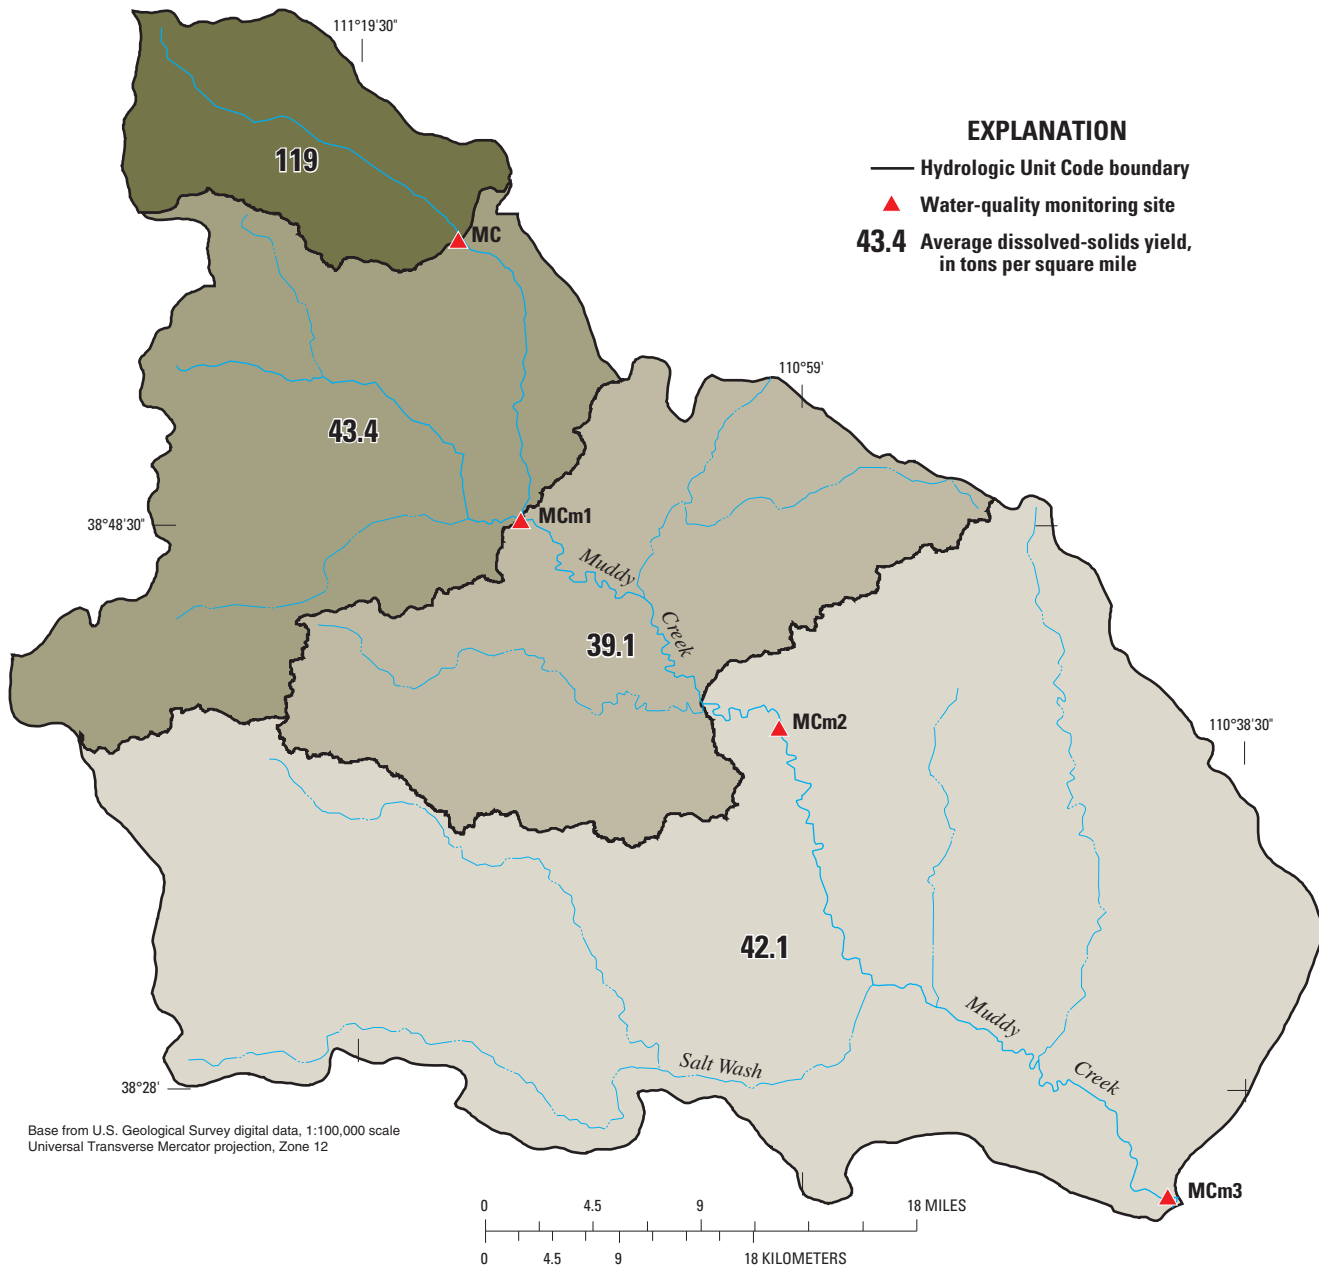 111°19'30"
EXPLANATION
Hydrologic Unit Code boundary
Water-quality monitoring site
43.4 Average dissolved-solids yield,
in tons per square mile
119
MC
110°59'
43.4
38°48'30"
MCm1
Muddy
Creek
39.1
MCm2
110°38'30"
42.1
Muddy
Creek
Salt Wash
38°28'
Base from U.S. Geological Survey digital data, 1:100,000 scale
Universal Transverse Mercator projection, Zone 12
MCm3
0 4.5 9 18 MILES
0 4.5 9 18 KILOMETERS